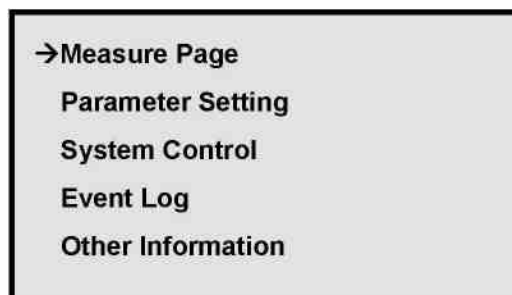 →Measure Page
Parameter Setting
System Control
Event Log
Other Information